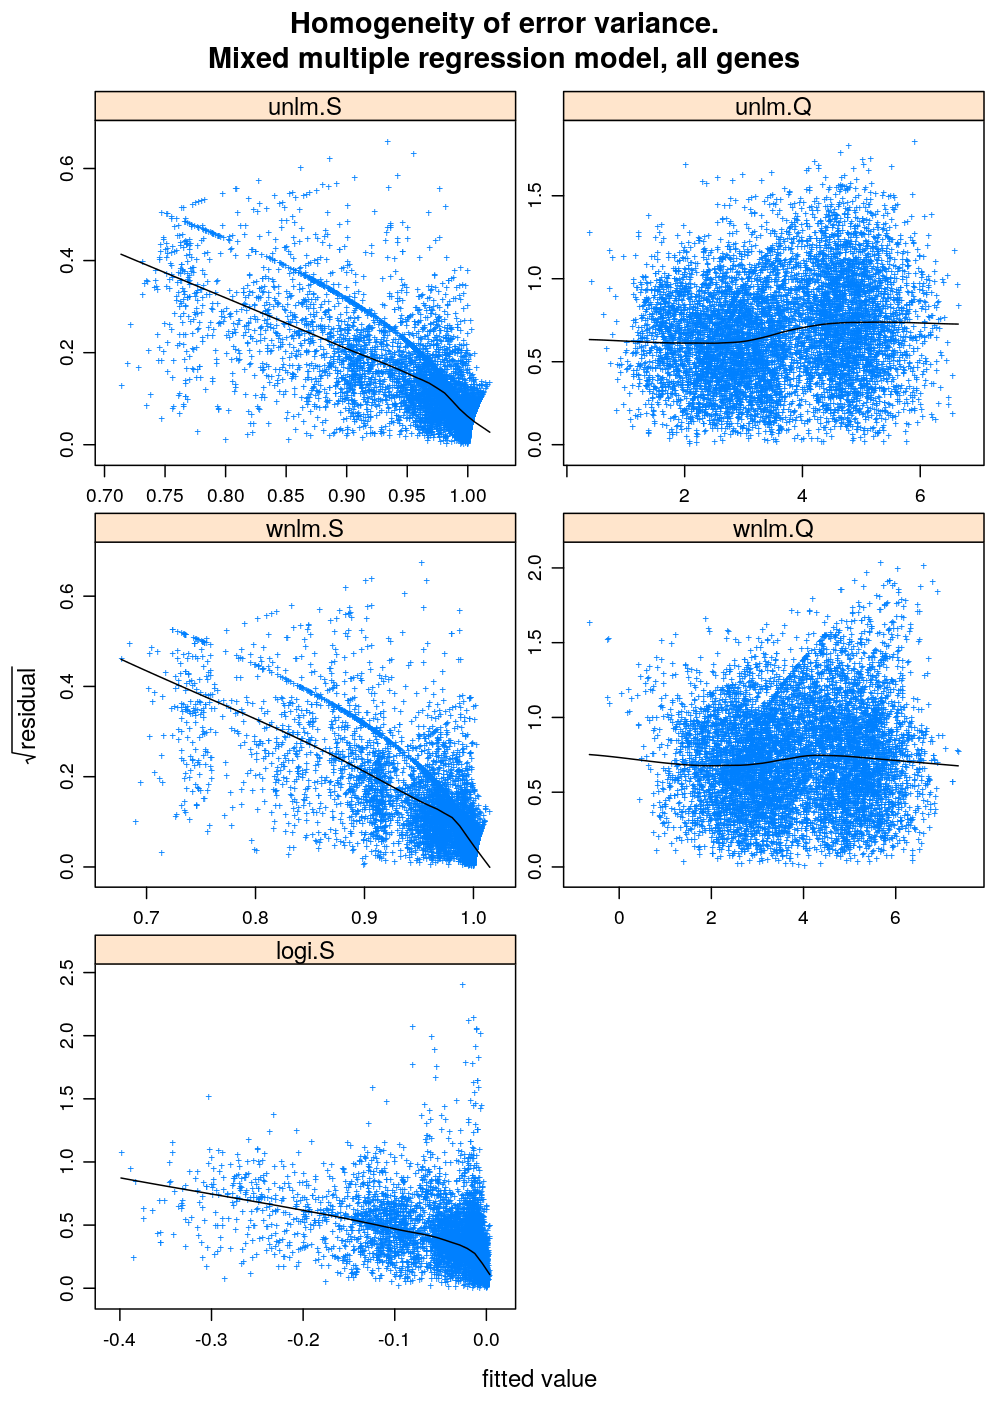 Homogeneity of error variance.
Mixed multiple regression model, all genes
unlm.S
unlm.Q
0.0 0.2 0.4 0.6
0.0 0.5 1.0 1.5
0.70 0.75 0.80 0.85 0.90 0.95 1.00
2 4 6
wnlm.S
wnlm.Q
0.0 0.2 0.4 0.6
0.0 0.5 1.0 1.5 2.0
0.7 0.8 0.9 1.0
0 2 4 6
√residual
logi.S
0.0 0.5 1.0 1.5 2.0 2.5
-0.4 -0.3 -0.2 -0.1 0.0
fitted value